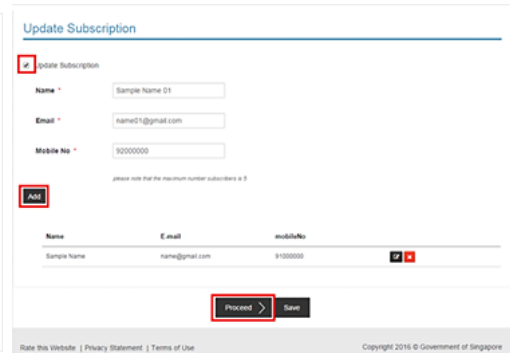 Update Subscription
Update Subscription
Name * Sample Name 01
Email * name01@gmail.com
Mobile No * 92000000
please note that the maximum number subscribers is 5
Add
Name E-mail mobileNo
Sample Name name@gmail.com 91000000
Proceed Save
Rate this Website | Privacy Statement | Terms of Use Copyright 2016 © Government of Singapore